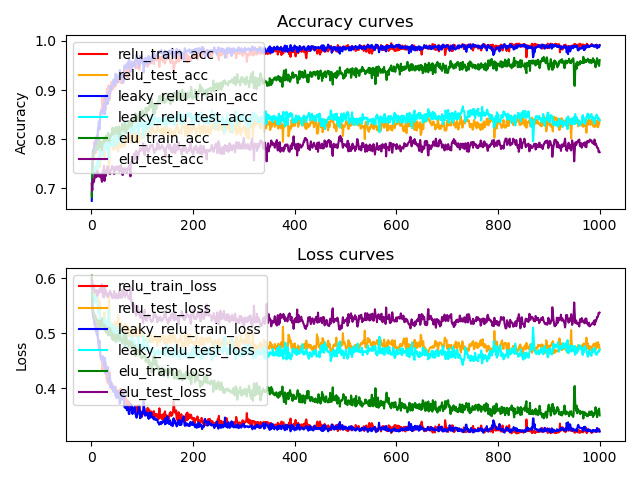 Accuracy curves
1.0
0.9
0.8
0.7
Accuracy
relu_train_acc
relu_test_acc
leaky_relu_train_acc
leaky_relu_test_acc
elu_train_acc
elu_test_acc
0
200
400
600
800
1000
Loss curves
0.6
0.5
0.4
Loss
relu_train_loss
relu_test_loss
leaky_relu_train_loss
leaky_relu_test_loss
elu_train_loss
elu_test_loss
0
200
400
600
800
1000